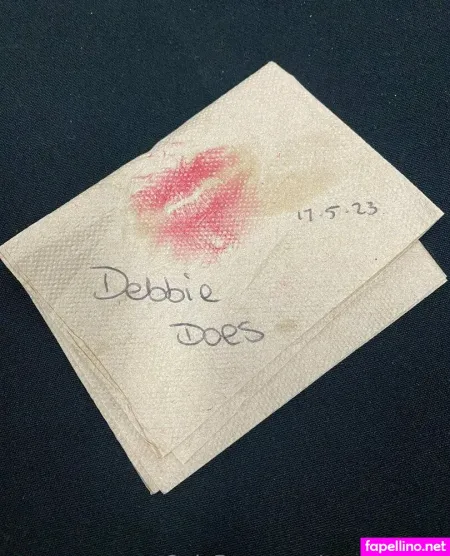 17.5.23
Debbie
Does
fapellino.net